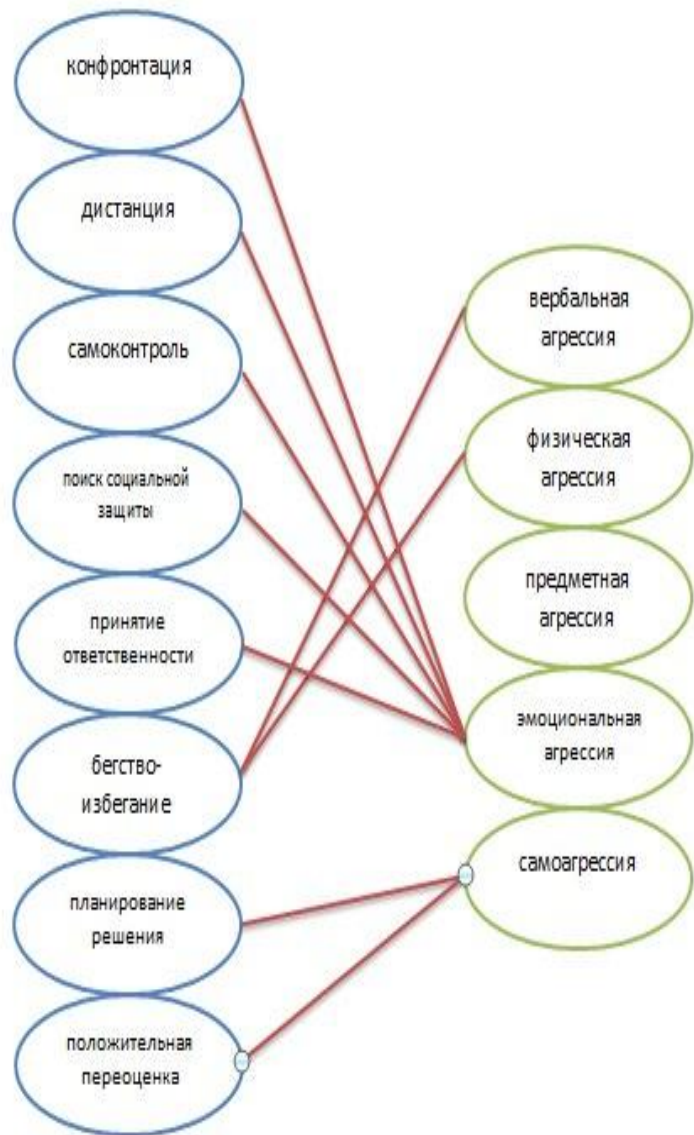 конфронтация
дистанция
самоконтроль
поиск социальной
защиты
принятие
ответственности
бегство-
избегание
планирование
решения
положительная
переоценка
вербальная
агрессия
физическая
агрессия
предметная
агрессия
эмоциональная
агрессия
самоагрессия